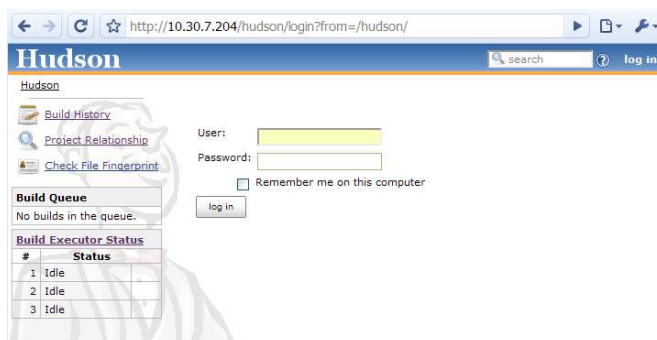 http://10.30.7.204/hudson/login?from=/hudson/
Hudson
search
log in
Hudson
Build History
Project Relationship
Check File Fingerprint
User:
Password:
Remember me on this computer
log in
Build Queue
No builds in the queue.
Build Executor Status
# Status
1 Idle
2 Idle
3 Idle